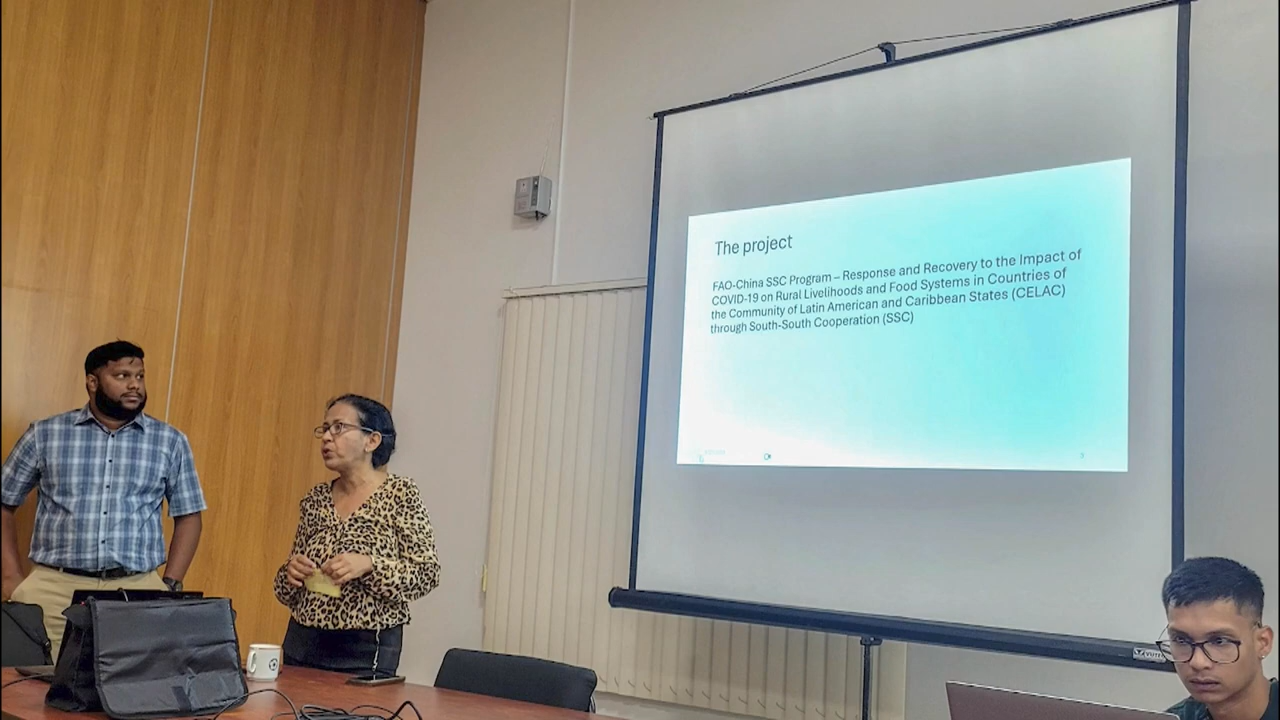 The project
FAO-China SSC Program – Response and Recovery to the Impact of
COVID-19 on Rural Livelihoods and Food Systems in Countries of
the Community of Latin American and Caribbean States (CELAC)
through South-South Cooperation (SSC)
3